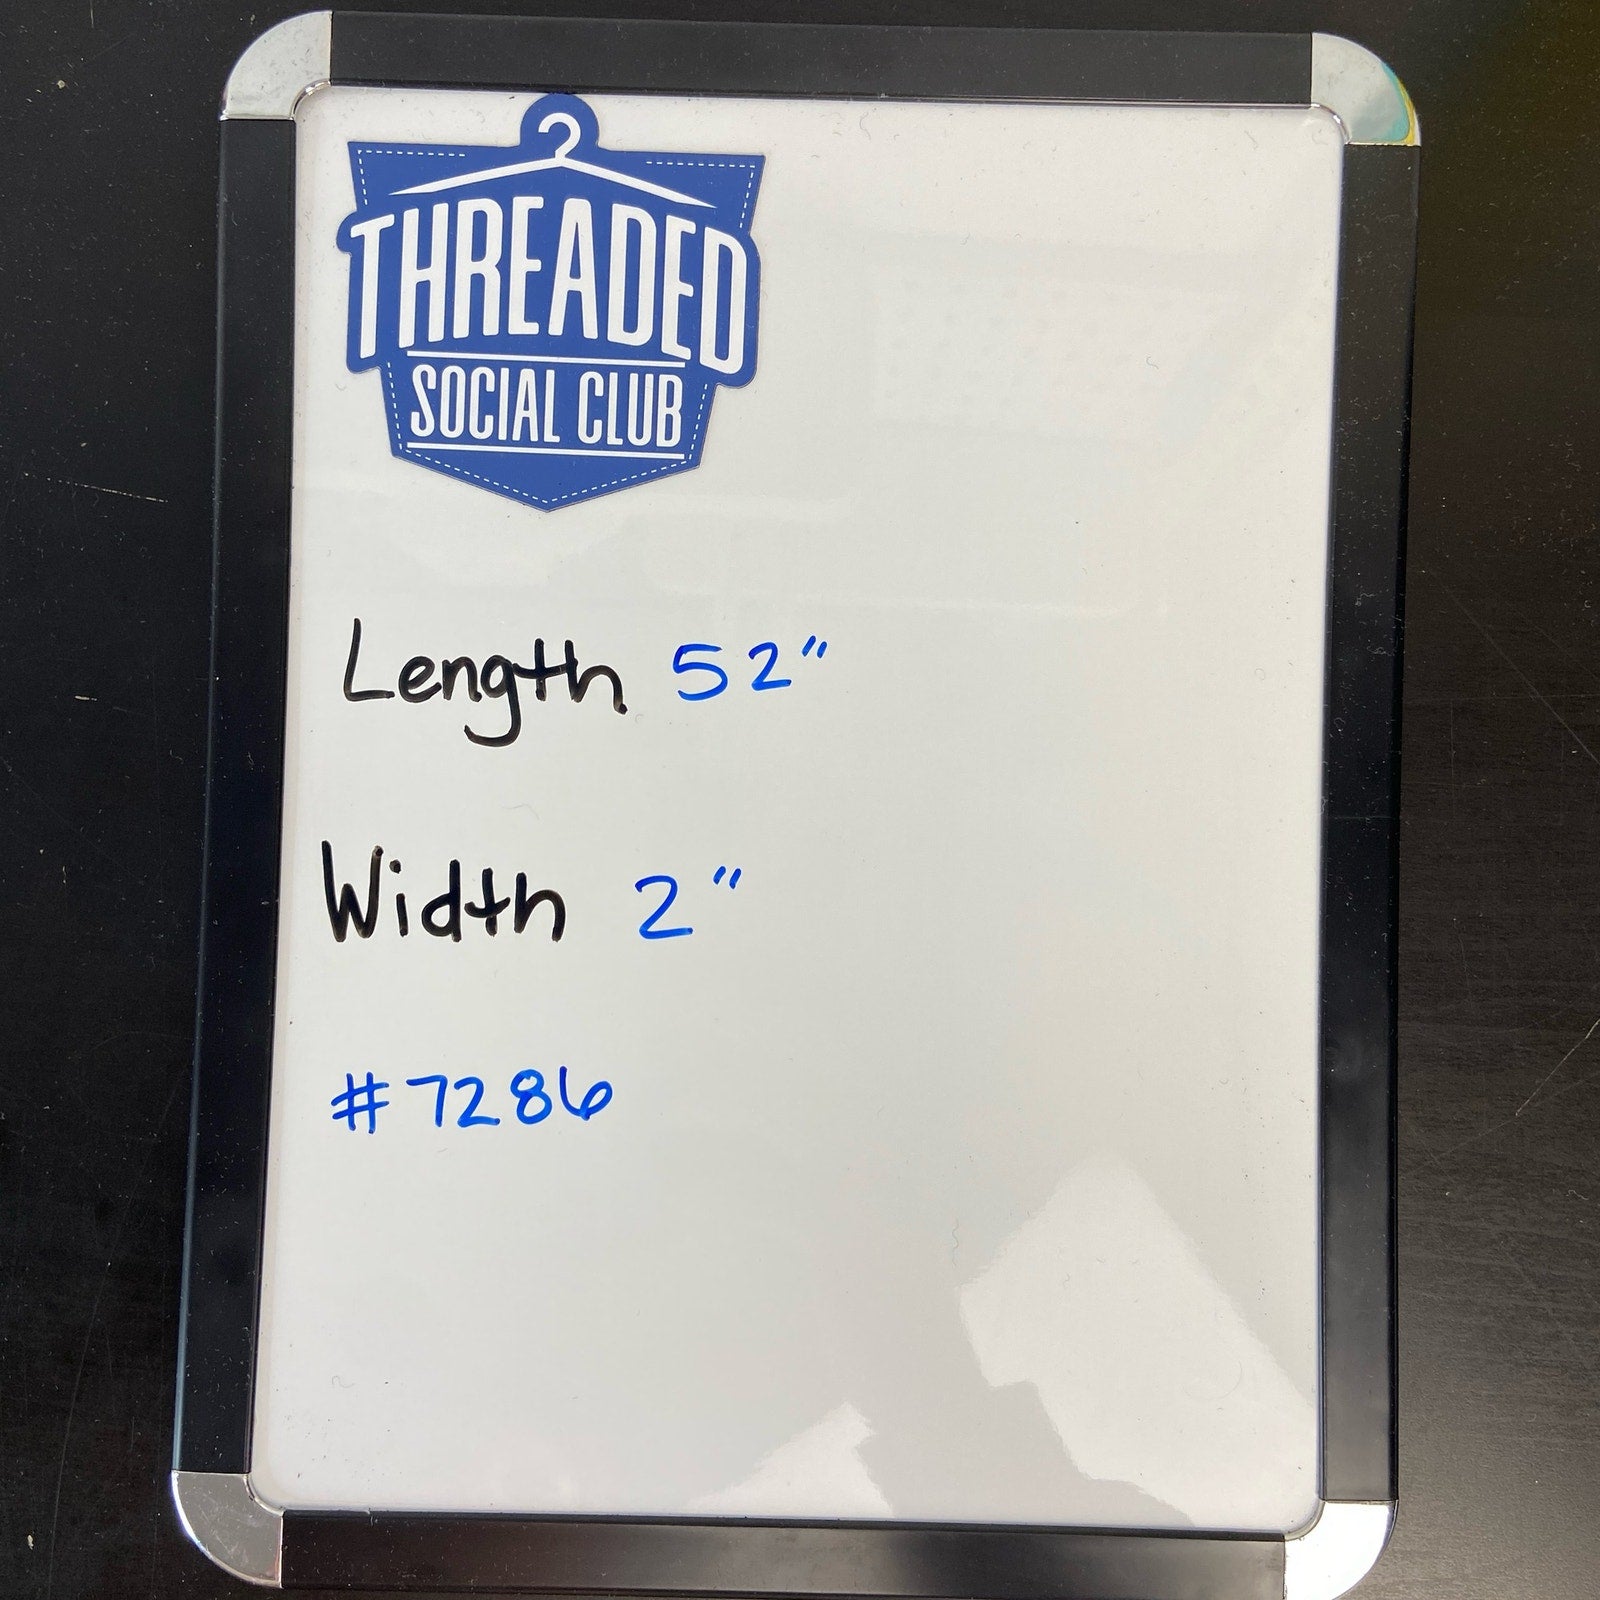 THREADED
SOCIAL CLUB
Length 52"
Width 2"
#7286